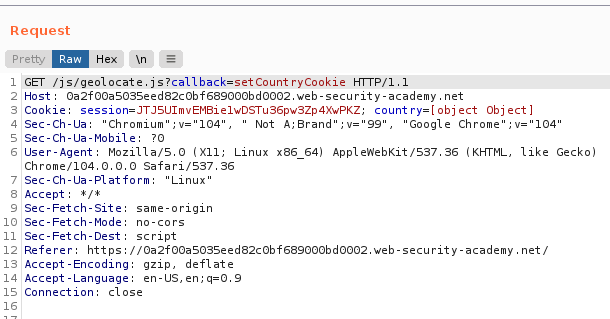 Request
Pretty Raw Hex \n ≡
1 GET /js/geolocate.js?callback=setCountryCookie HTTP/1.1
2 Host: 0a2f00a5035eed82c0bf689000bd0002.web-security-academy.net
3 Cookie: session=JTJ5UImvEMBie1wDSTu36pw3Zp4XwPKZ; country=[object Object]
4 Sec-Ch-Ua: "Chromium";v="104", " Not A;Brand";v="99", "Google Chrome";v="104"
5 Sec-Ch-Ua-Mobile: ?0
6 User-Agent: Mozilla/5.0 (X11; Linux x86_64) AppleWebKit/537.36 (KHTML, like Gecko)
Chrome/104.0.0.0 Safari/537.36
7 Sec-Ch-Ua-Platform: "Linux"
8 Accept: */*
9 Sec-Fetch-Site: same-origin
10 Sec-Fetch-Mode: no-cors
11 Sec-Fetch-Dest: script
12 Referer: https://0a2f00a5035eed82c0bf689000bd0002.web-security-academy.net/
13 Accept-Encoding: gzip, deflate
14 Accept-Language: en-US,en;q=0.9
15 Connection: close
16
17